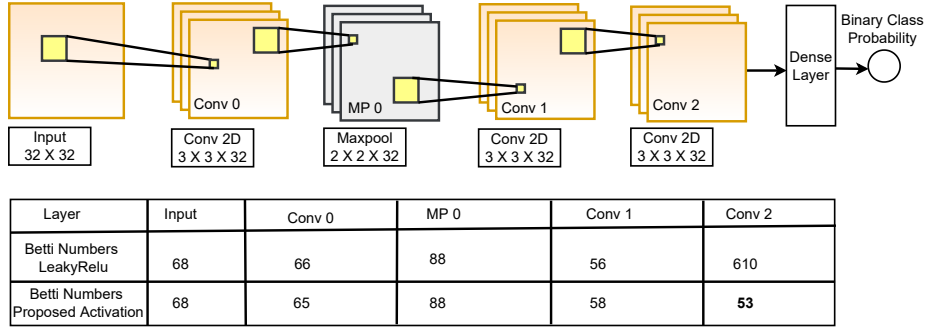 Conv 0
MP 0
Conv 1
Conv 2
Dense
Layer
Binary Class
Probability
Input
32 X 32
Conv 2D
3 X 3 X 32
Maxpool
2 X 2 X 32
Conv 2D
3 X 3 X 32
Conv 2D
3 X 3 X 32
Layer Input Conv 0 MP 0 Conv 1 Conv 2
Betti Numbers
LeakyRelu 68 66 88 56 610
Betti Numbers
Proposed Activation 68 65 88 58 53